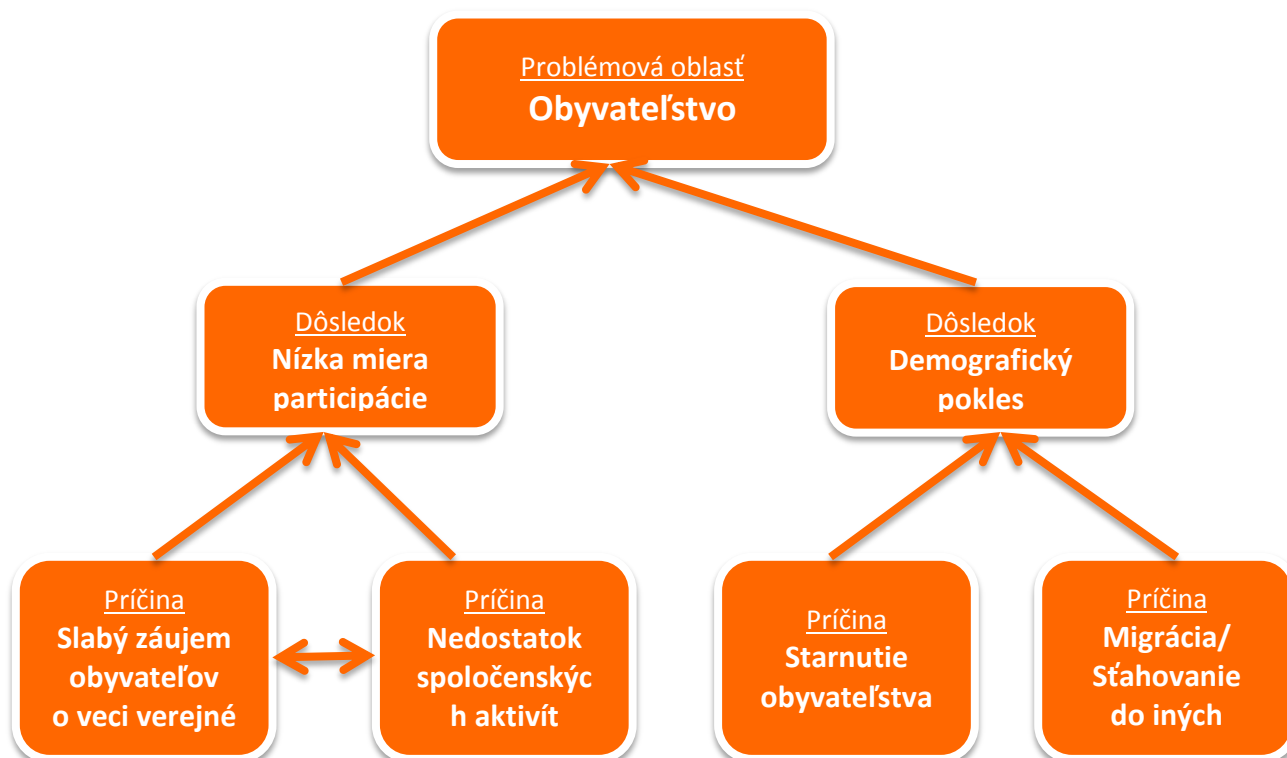 Problémová oblasť
Obyvateľstvo
Dôsledok
Nízka miera
participácie
Dôsledok
Demografický
pokles
Príčina
Slabý záujem
obyvateľov
o veci verejné
Príčina
Nedostatok
spoločenskýc
h aktivít
Príčina
Starnutie
obyvateľstva
Príčina
Migrácia/
Sťahovanie
do iných